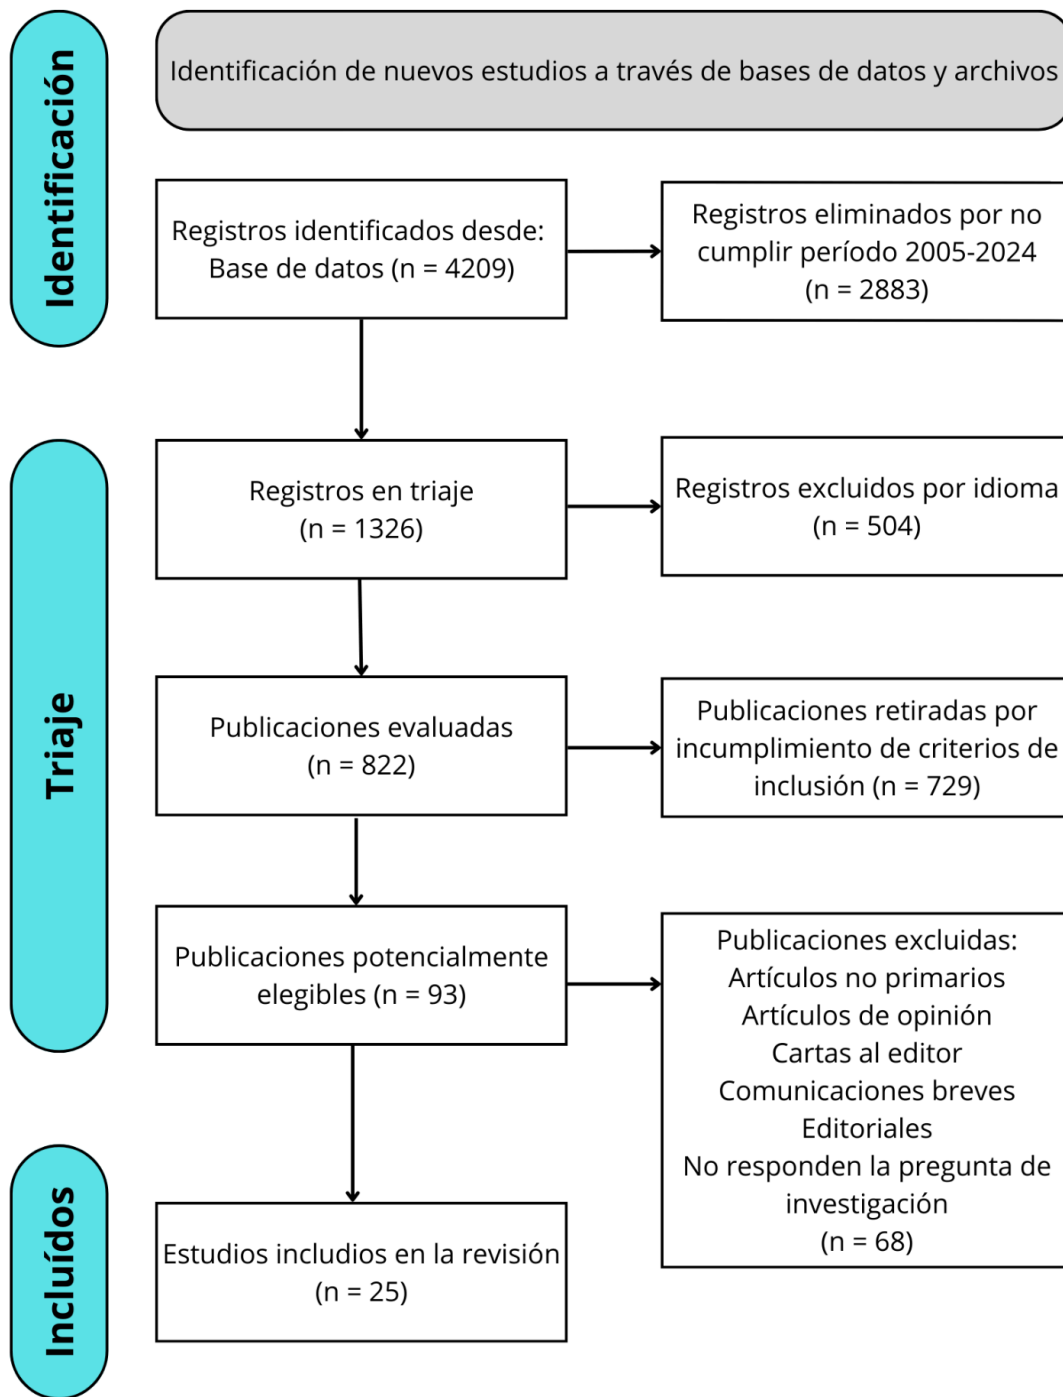 Identificación
Identificación de nuevos estudios a través de bases de datos y archivos
Registros identificados desde:
Base de datos (n = 4209)
Registros eliminados por no
cumplir período 2005-2024
(n = 2883)
Triaje
Registros en triaje
(n = 1326)
Registros excluidos por idioma
(n = 504)
Publicaciones evaluadas
(n = 822)
Publicaciones retiradas por
incumplimiento de criterios de
inclusión (n = 729)
Publicaciones potencialmente
elegibles (n = 93)
Publicaciones excluidas:
Artículos no primarios
Artículos de opinión
Cartas al editor
Comunicaciones breves
Editoriales
No responden la pregunta de
investigación
(n = 68)
Incluídos
Estudios includios en la revisión
(n = 25)